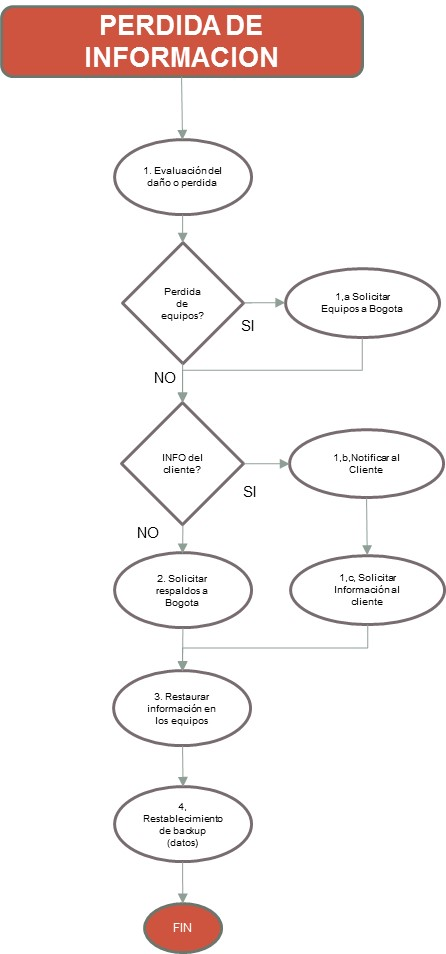 PERDIDA DE
INFORMACION
1. Evaluación del
daño o perdida
Perdida
de
equipos?
SI
1,a Solicitar
Equipos a Bogota
NO
INFO del
cliente?
SI
1,b,Notificar al
Cliente
NO
2. Solicitar
respaldos a
Bogota
1,c, Solicitar
Información al
cliente
3. Restaurar
información en
los equipos
4,
Restablecimiento
de backup
(datos)
FIN